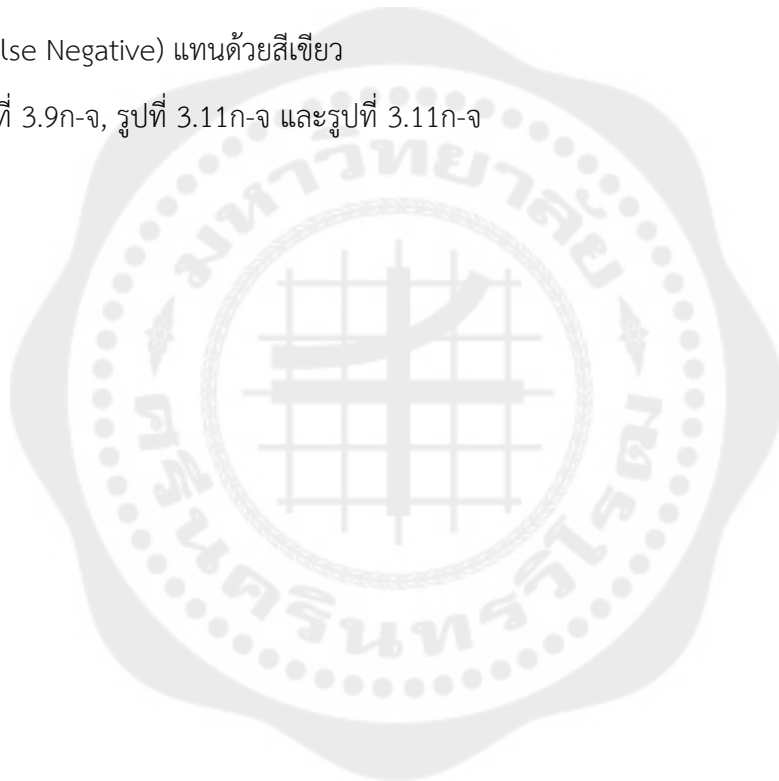 lse Negative) แทนด้วยสีเขียว
ที่ 3.9ก-จ, รูปที่ 3.11ก-จ และรูปที่ 3.11ก-จ
มหาวิทยาลัย
ศรีนครินทรวิโรฒ